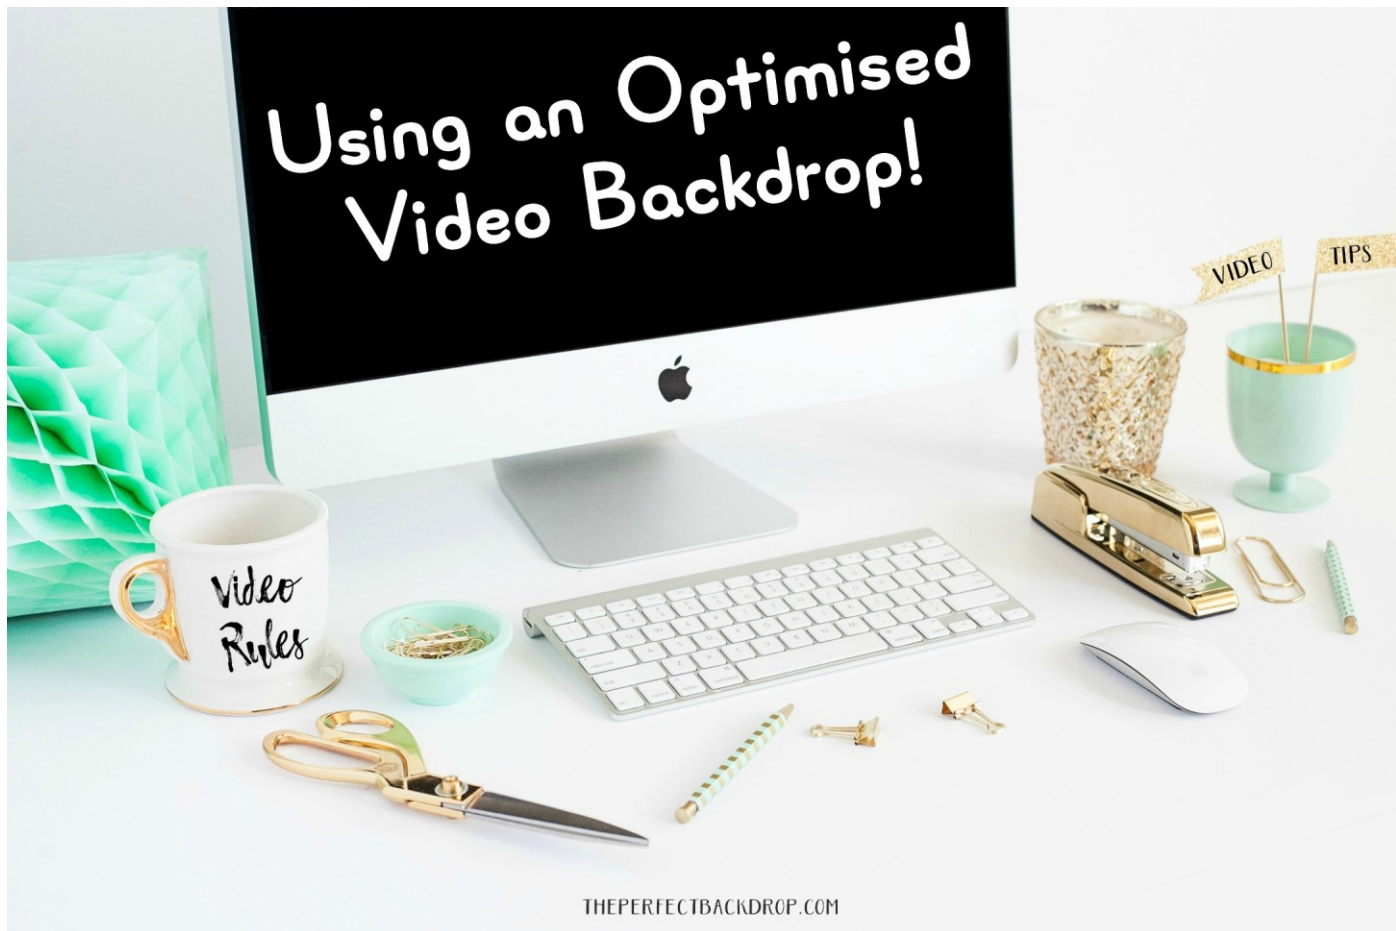 Using an Optimised
Video Backdrop!
VIDEO
TIPS
Video
Rules
THEPERFECTBACKDROP.COM